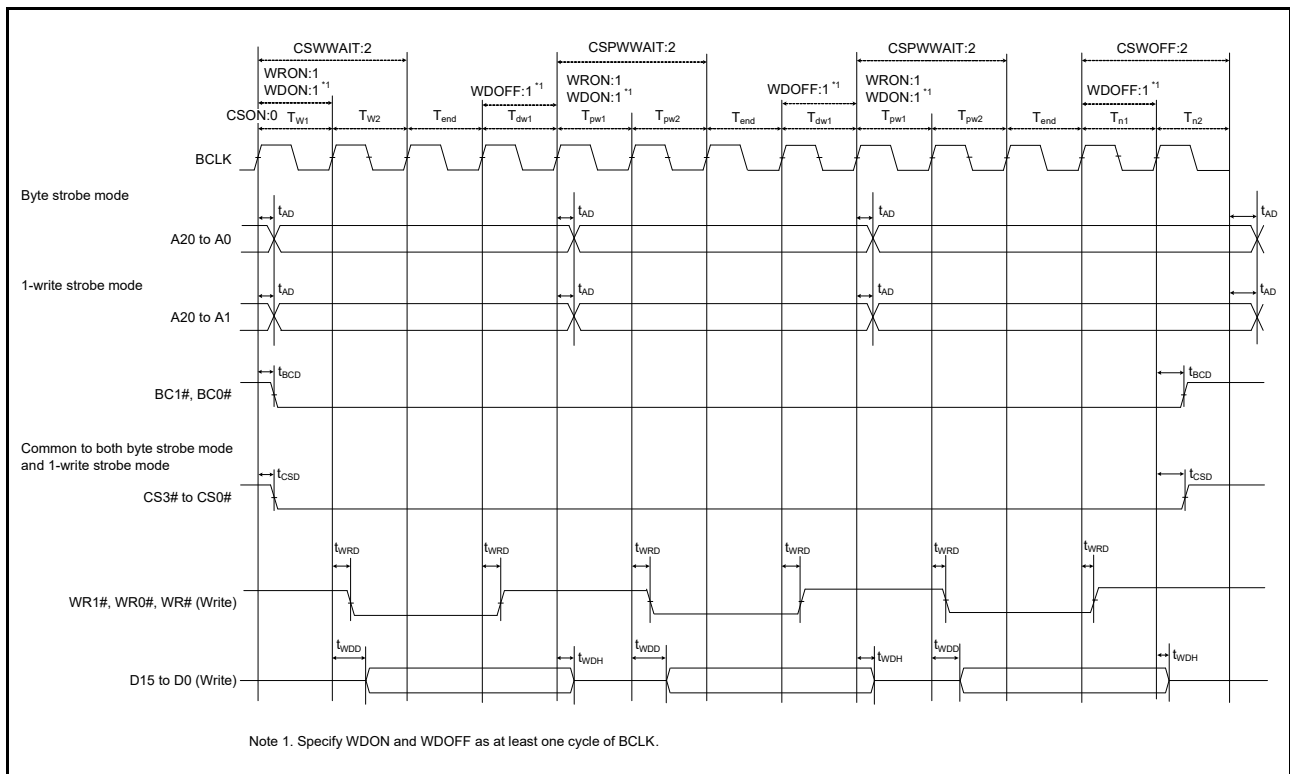 CSWWAIT:2 CSPWWAIT:2 CSPWWAIT:2 CSWOFF:2
WRON:1 WRON:1 WRON:1
WDON:1 *1 WDOFF:1 *1 WDON:1 *1 WDOFF:1 *1 WDON:1 *1 WDOFF:1 *1
CSON:0 TW1 TW2 Tend Tdw1 Tpw1 Tpw2 Tend Tdw1 Tpw1 Tpw2 Tend Tn1 Tn2
BCLK
Byte strobe mode
tAD tAD tAD tAD
A20 to A0
1-write strobe mode
tAD tAD tAD tAD
A20 to A1
tBCD tBCD
BC1#, BC0#
Common to both byte strobe mode
and 1-write strobe mode
tCSD tCSD
CS3# to CS0#
tWRD tWRD tWRD tWRD tWRD tWRD
WR1#, WR0#, WR# (Write)
tWDD tWDH tWDD tWDH tWDD tWDH
D15 to D0 (Write)
Note 1. Specify WDON and WDOFF as at least one cycle of BCLK.